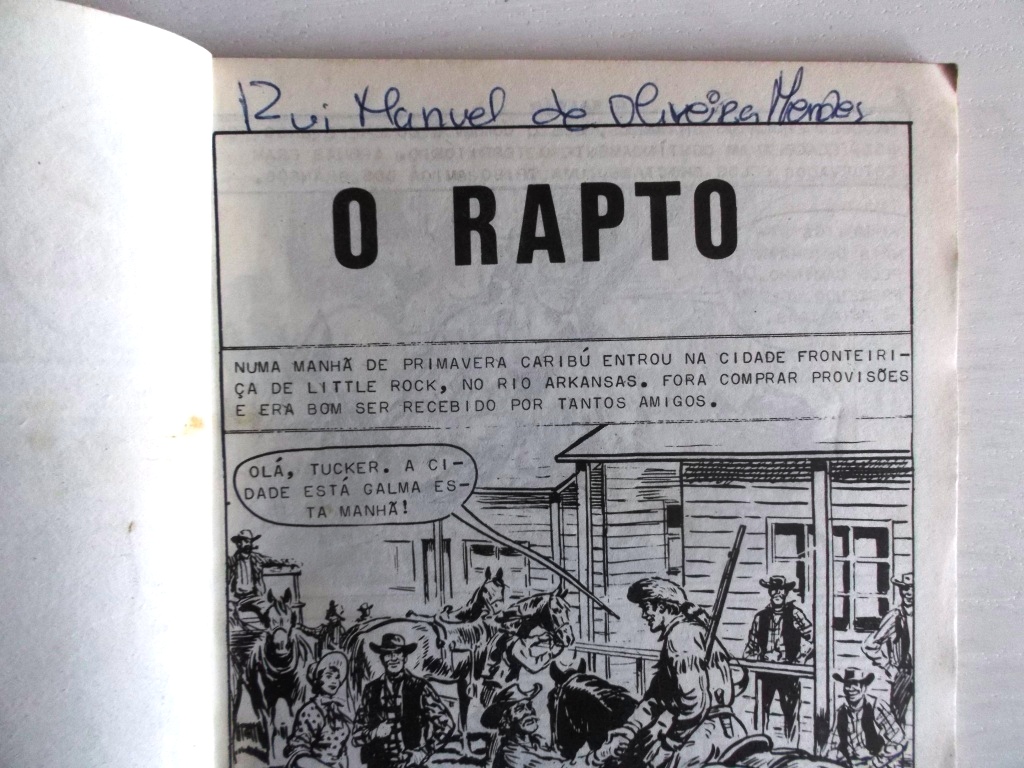 Rui Manuel de Oliveira Mendes
O RAPTO
NUMA MANHÃ DE PRIMAVERA CARIBÚ ENTROU NA CIDADE FRONTEIRI-
ÇA DE LITTLE ROCK, NO RIO ARKANSAS. FORA COMPRAR PROVISÕES
E ERA BOM SER RECEBIDO POR TANTOS AMIGOS.
OLÁ, TUCKER. A CI-
DADE ESTÁ GALMA ES-
TA MANHÃ!